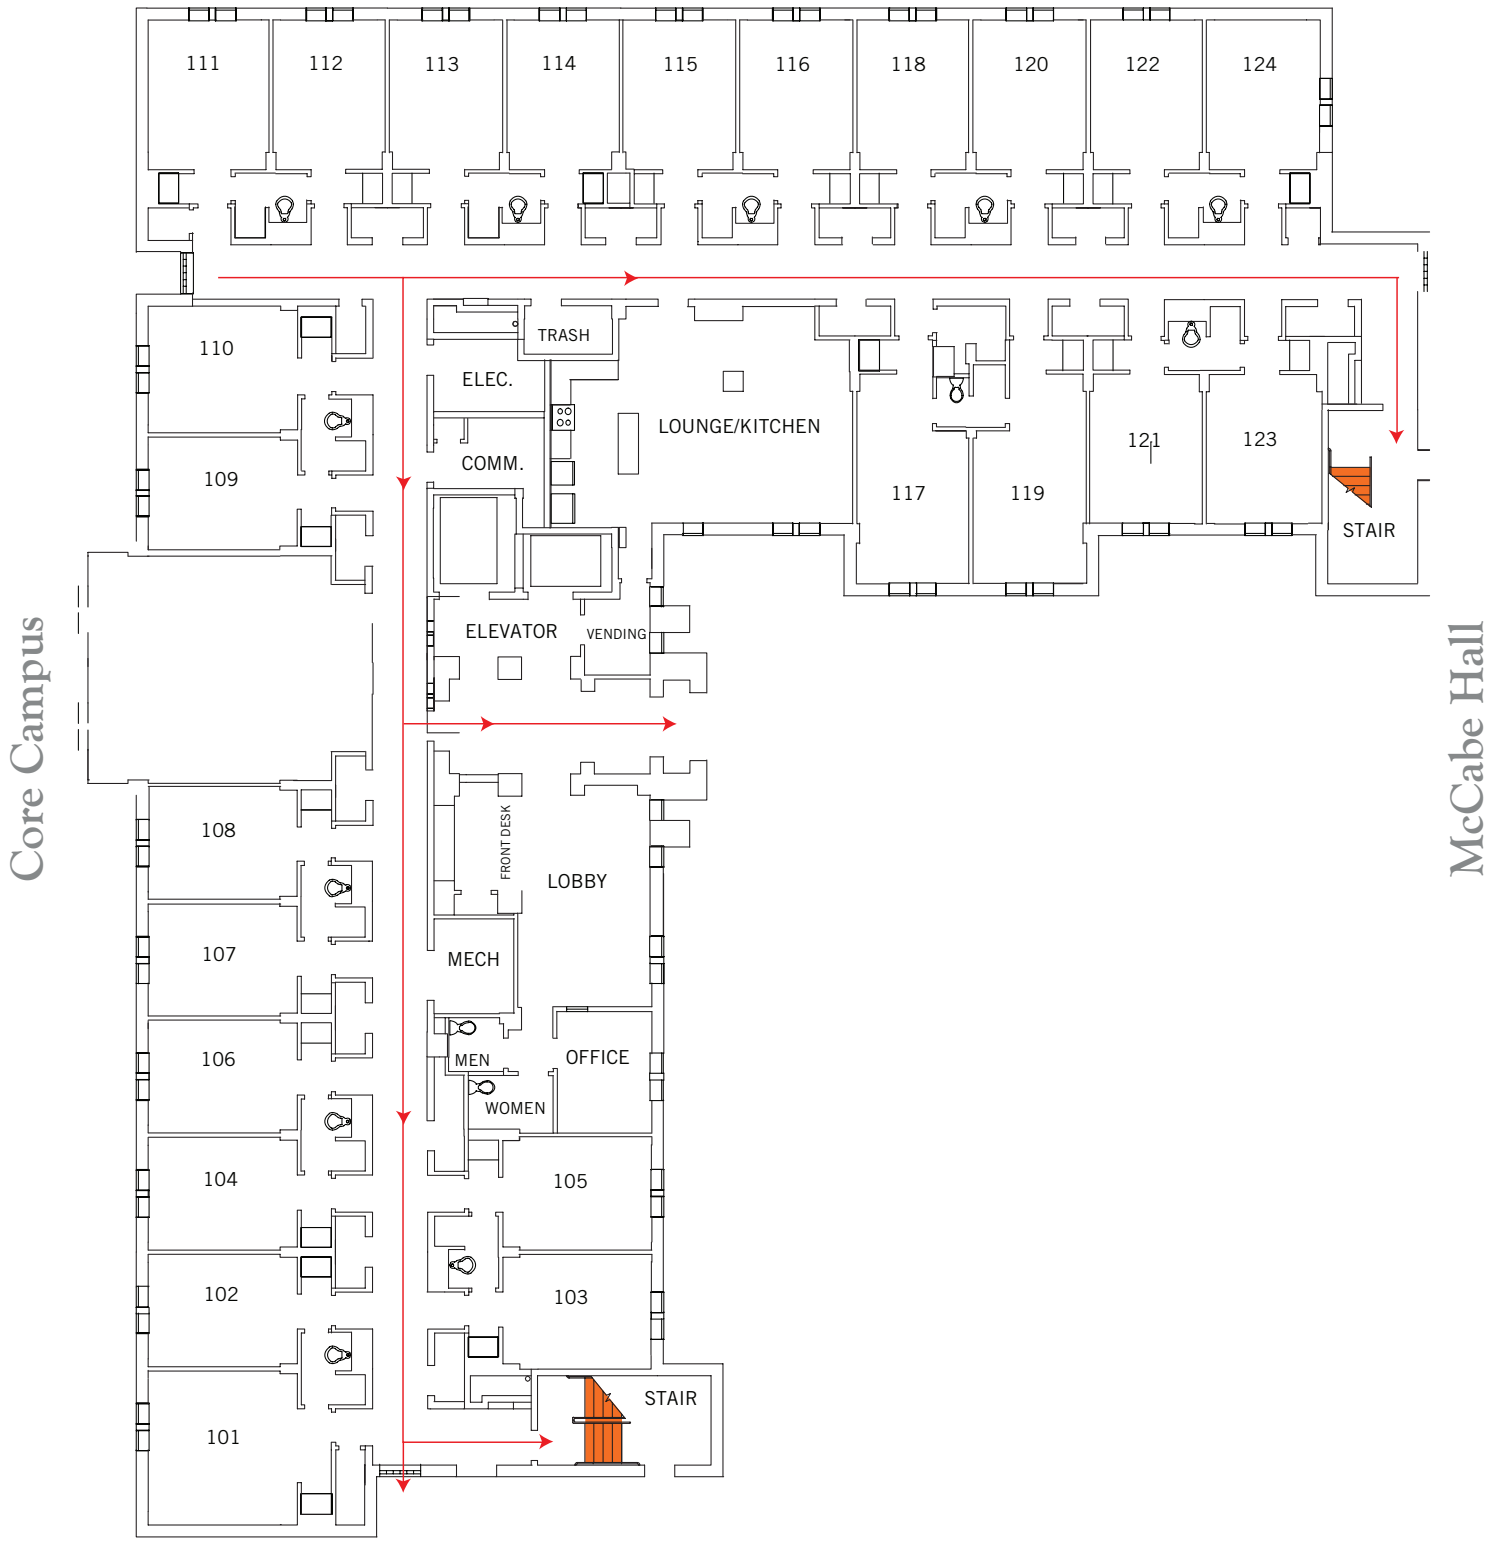 111
112
113
114
115
116
118
120
122
124
110
TRASH
ELEC.
LOUNGE/KITCHEN
121
123
109
COMM.
117
119
STAIR
ELEVATOR
VENDING
Core Campus
McCabe Hall
108
FRONT DESK
LOBBY
107
MECH
106
MEN
OFFICE
WOMEN
104
105
102
103
STAIR
101